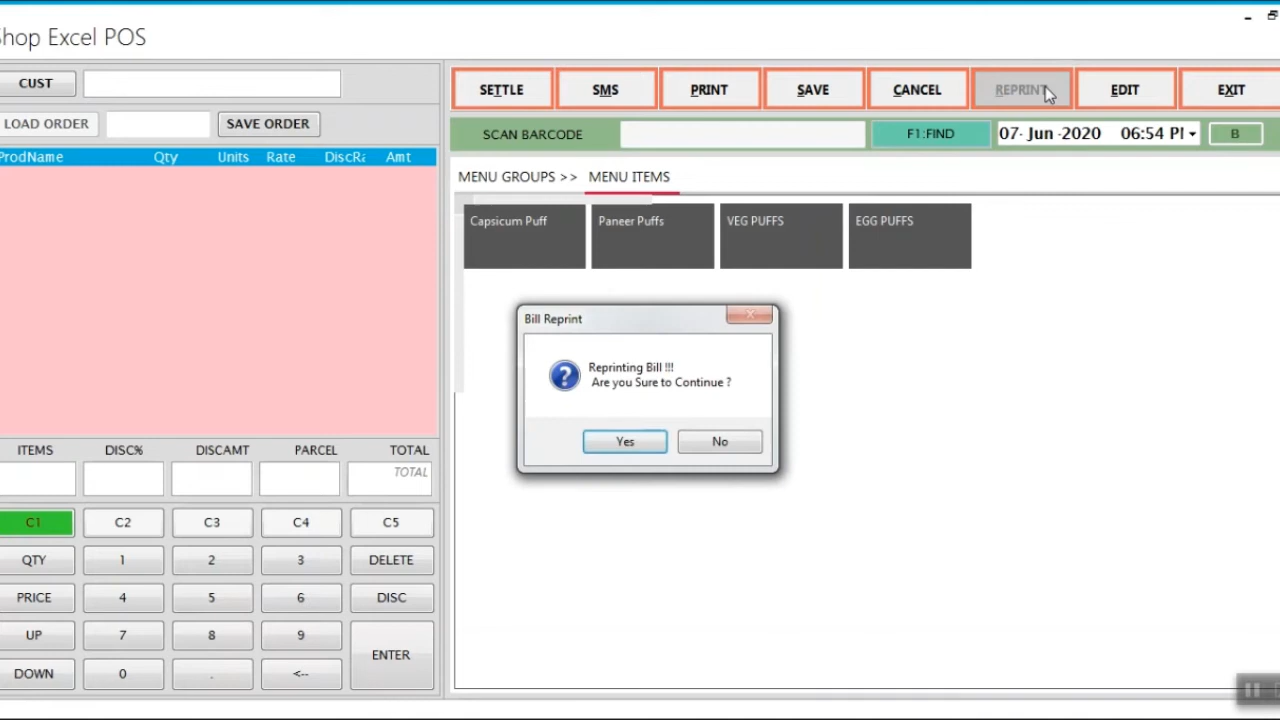 Shop Excel POS
CUST
SETTLE SMS PRINT SAVE CANCEL REPRINT EDIT EXIT
LOAD ORDER SAVE ORDER
SCAN BARCODE F1:FIND 07- Jun -2020 06:54 PI B
ProdName Qty Units Rate DiscRa Amt
MENU GROUPS >> MENU ITEMS
Capsicum Puff Paneer Puffs VEG PUFFS EGG PUFFS
Bill Reprint
Reprinting Bill !!!
Are you Sure to Continue ?
Yes No
ITEMS DISC% DISCAMT PARCEL TOTAL
TOTAL
C1 C2 C3 C4 C5
QTY 1 2 3 DELETE
PRICE 4 5 6 DISC
UP 7 8 9
ENTER
DOWN 0 . <--